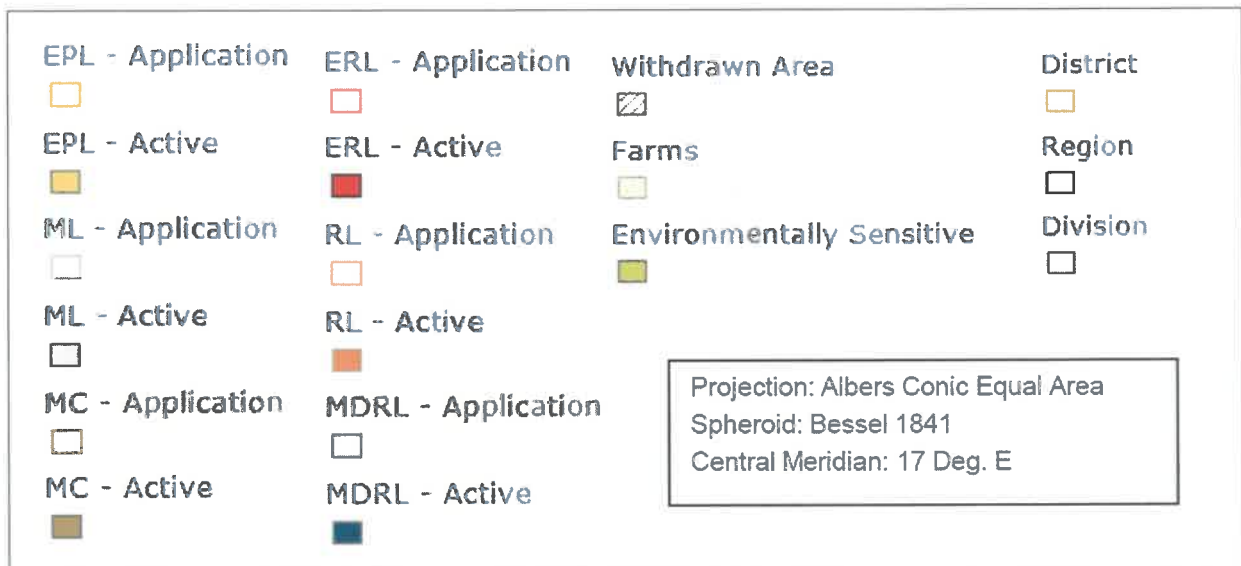 EPL - Application
EPL - Active
ML - Application
ML - Active
MC - Application
MC - Active
ERL - Application
ERL - Active
RL - Application
RL - Active
MDRL - Application
MDRL - Active
Withdrawn Area
Farms
Environmentally Sensitive
District
Region
Division
Projection: Albers Conic Equal Area
Spheroid: Bessel 1841
Central Meridian: 17 Deg. E